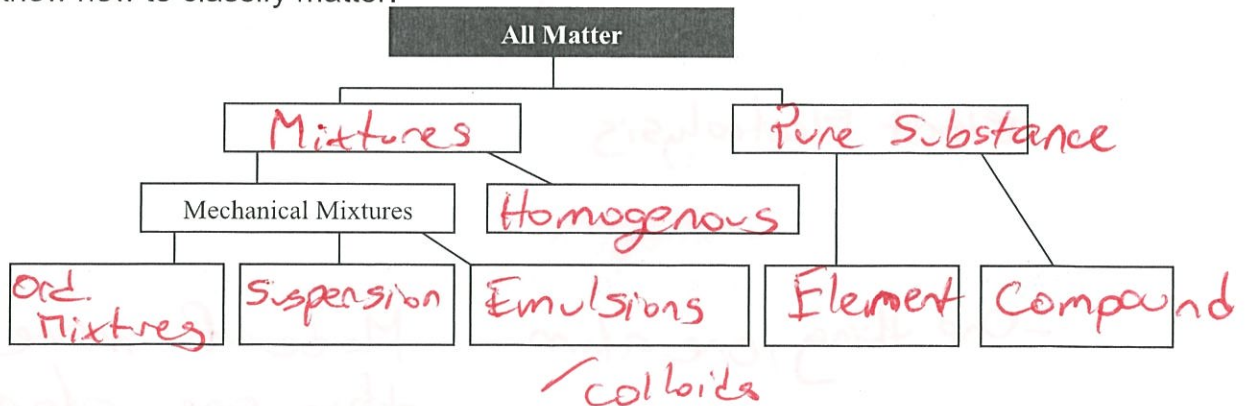 know how to classify matter.
All Matter
Mixtures
Pure Substance
Mechanical Mixtures
Homogenous
Ord.
Mixtres
Suspension
Emulsions
Element
Compound
/colloids